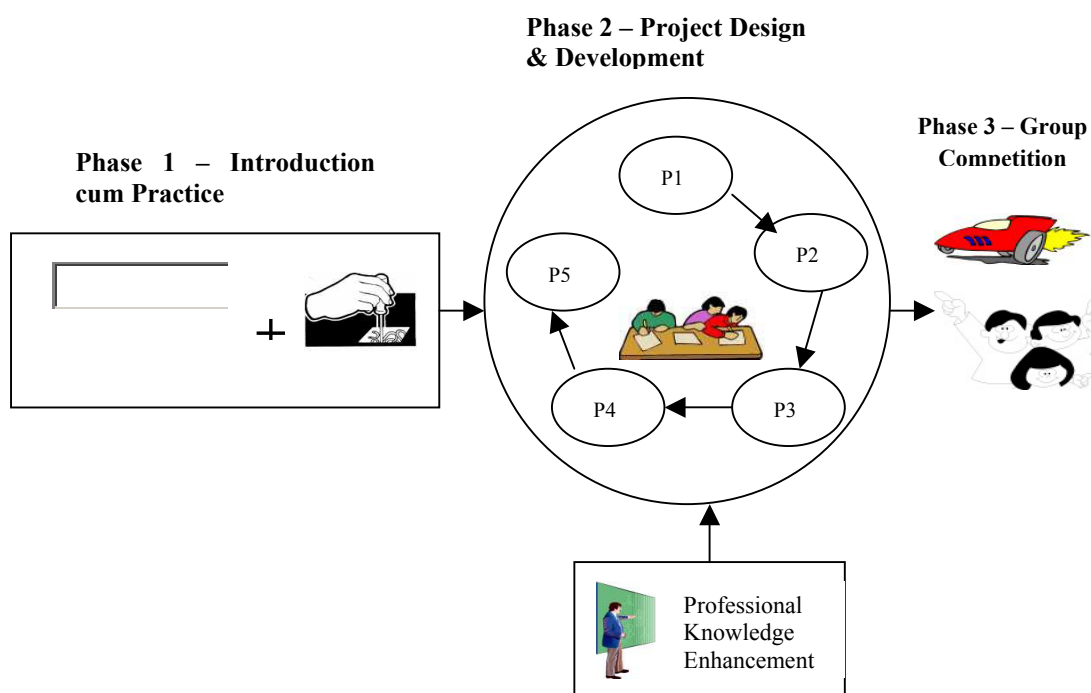 Phase 2 – Project Design
& Development
Phase 3 – Group
Competition
Phase 1 – Introduction
cum Practice
P1
P2
P5
+
P4
P3
Professional
Knowledge
Enhancement